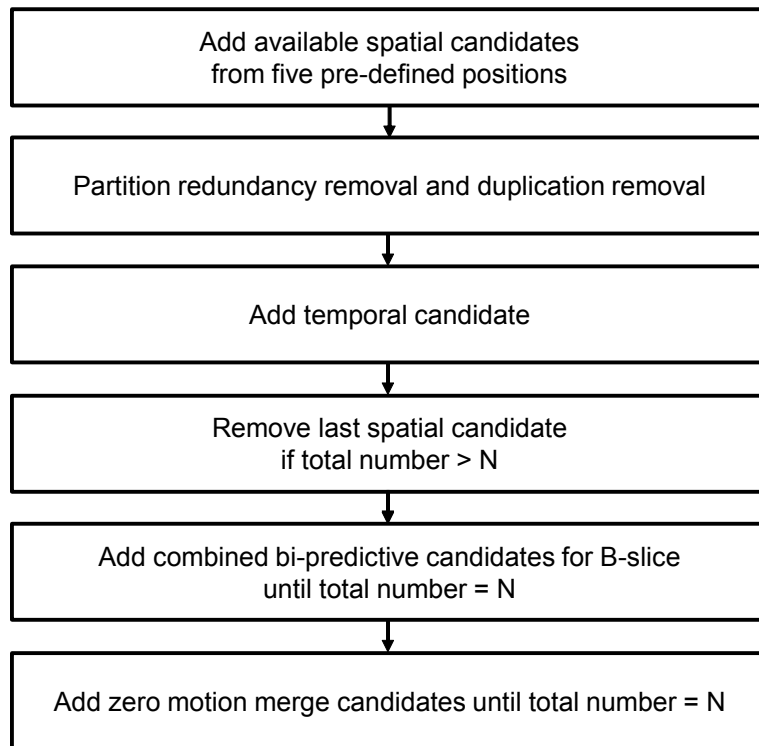 Add available spatial candidates
from five pre-defined positions
Partition redundancy removal and duplication removal
Add temporal candidate
Remove last spatial candidate
if total number > N
Add combined bi-predictive candidates for B-slice
until total number = N
Add zero motion merge candidates until total number = N